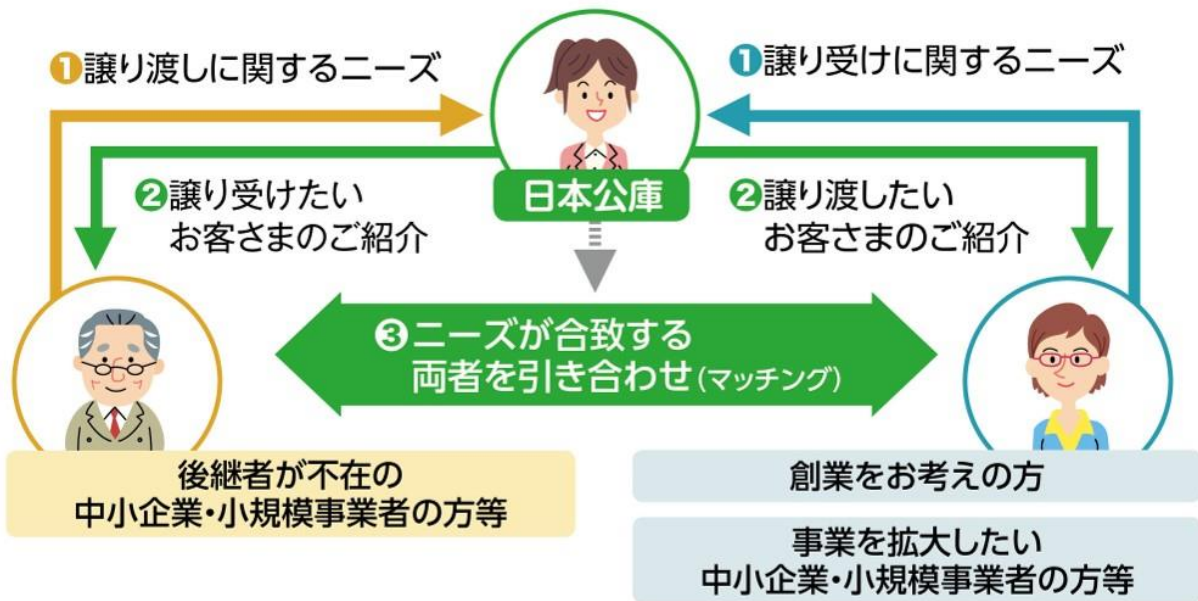 ❶譲り渡しに関するニーズ
❶譲り受けに関するニーズ
❷譲り受けたい
お客さまのご紹介
日本公庫
❷譲り渡したい
お客さまのご紹介
❸ニーズが合致する
両者を引き合わせ(マッチング)
後継者が不在の
中小企業・小規模事業者の方等
創業をお考えの方
事業を拡大したい
中小企業・小規模事業者の方等